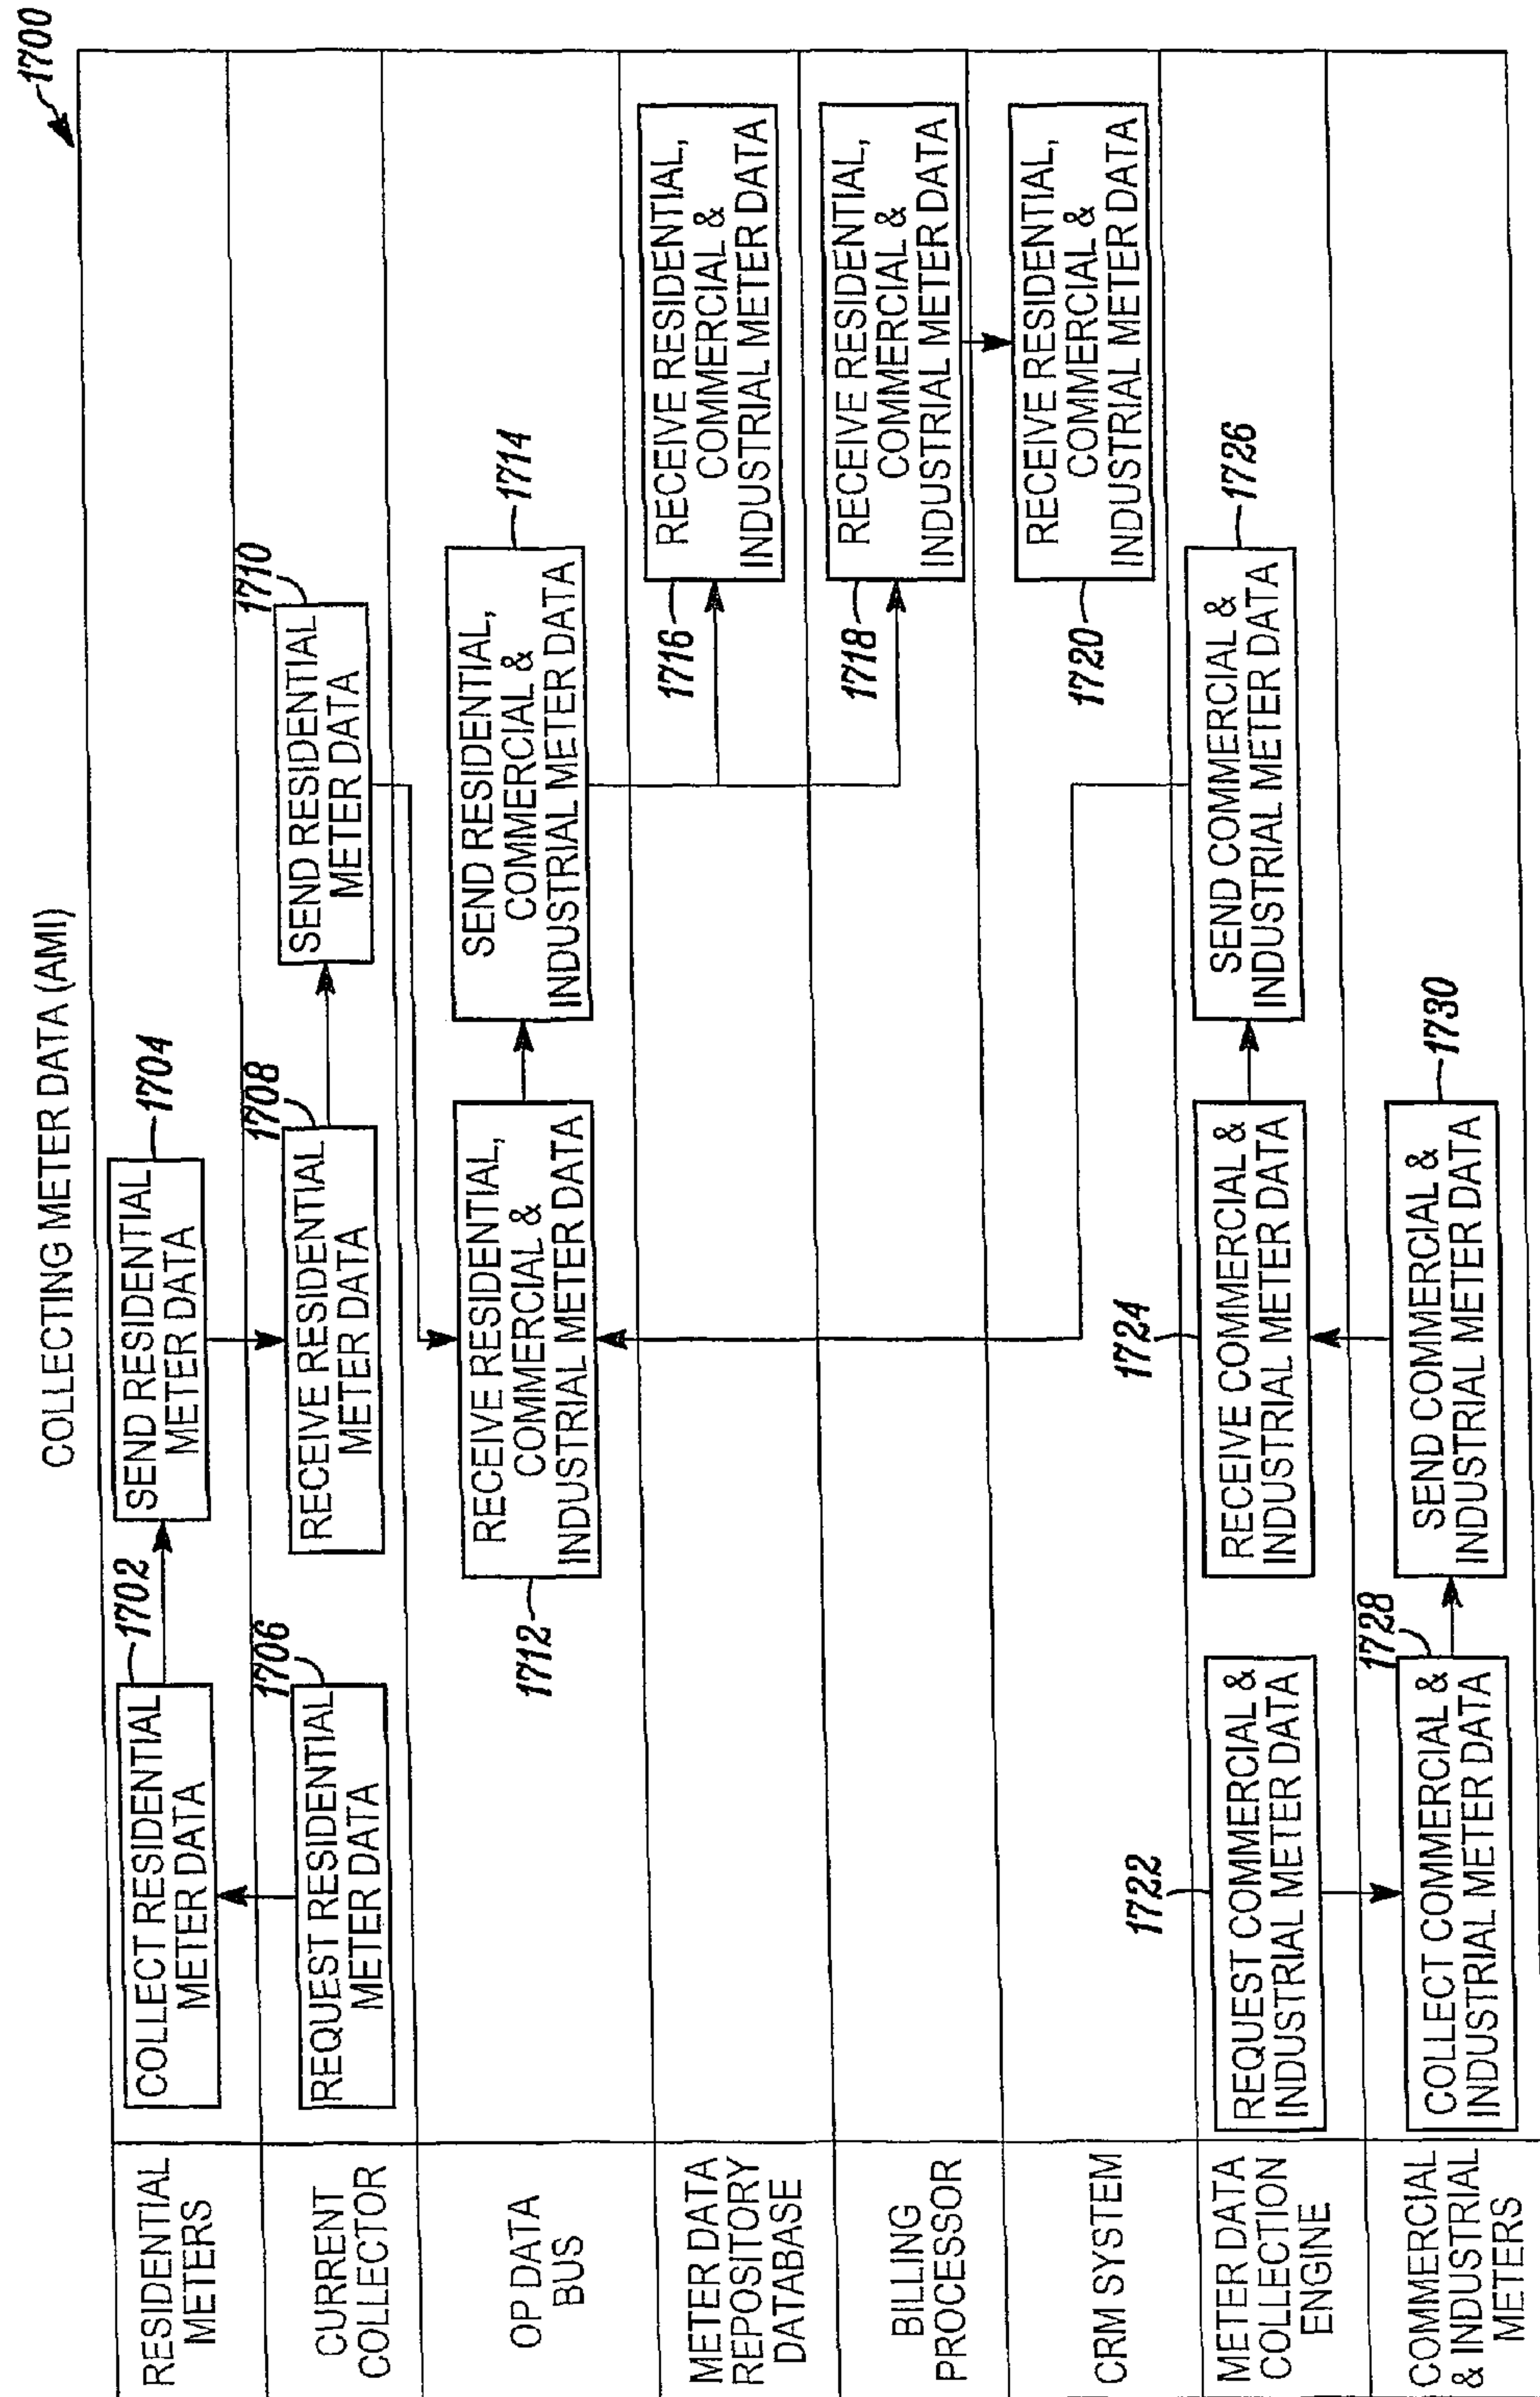 COLLECTING METER DATA (AMI)
1700
RESIDENTIAL
METERS
COLLECT RESIDENTIAL
METER DATA
1702
SEND RESIDENTIAL
METER DATA
1704
CURRENT
COLLECTOR
REQUEST RESIDENTIAL
METER DATA
1706
RECEIVE RESIDENTIAL
METER DATA
1708
SEND RESIDENTIAL
METER DATA
1710
OP DATA
BUS
RECEIVE RESIDENTIAL,
COMMERCIAL &
INDUSTRIAL METER DATA
1712
SEND RESIDENTIAL,
COMMERCIAL &
INDUSTRIAL METER DATA
1714
METER DATA
REPOSITORY
DATABASE
RECEIVE RESIDENTIAL,
COMMERCIAL &
INDUSTRIAL METER DATA
1716
BILLING
PROCESSOR
RECEIVE RESIDENTIAL,
COMMERCIAL &
INDUSTRIAL METER DATA
1718
CRM SYSTEM
RECEIVE RESIDENTIAL,
COMMERCIAL &
INDUSTRIAL METER DATA
1720
METER DATA
COLLECTION
ENGINE
REQUEST COMMERCIAL &
INDUSTRIAL METER DATA
1722
RECEIVE COMMERCIAL &
INDUSTRIAL METER DATA
1724
SEND COMMERCIAL &
INDUSTRIAL METER DATA
1726
COMMERCIAL
& INDUSTRIAL
METERS
COLLECT COMMERCIAL &
INDUSTRIAL METER DATA
1728
SEND COMMERCIAL &
INDUSTRIAL METER DATA
1730